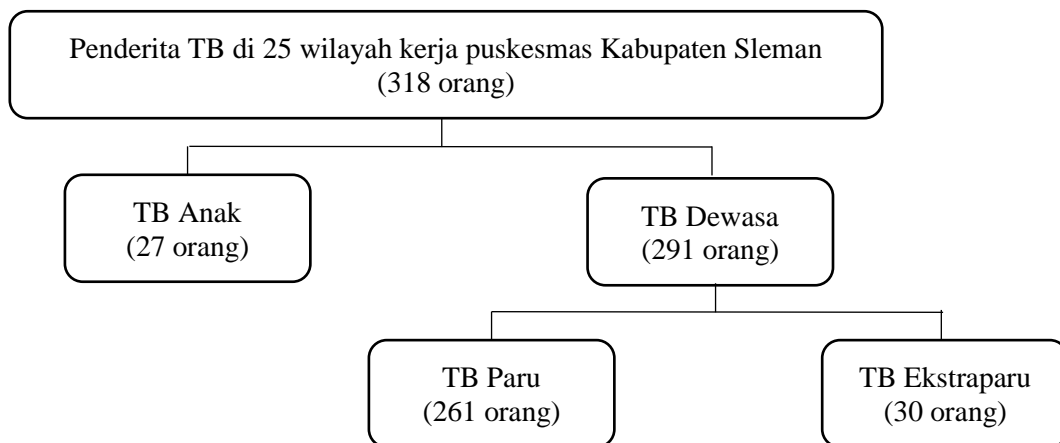 Penderita TB di 25 wilayah kerja puskesmas Kabupaten Sleman
(318 orang)
TB Anak
(27 orang)
TB Dewasa
(291 orang)
TB Paru
(261 orang)
TB Ekstraparu
(30 orang)